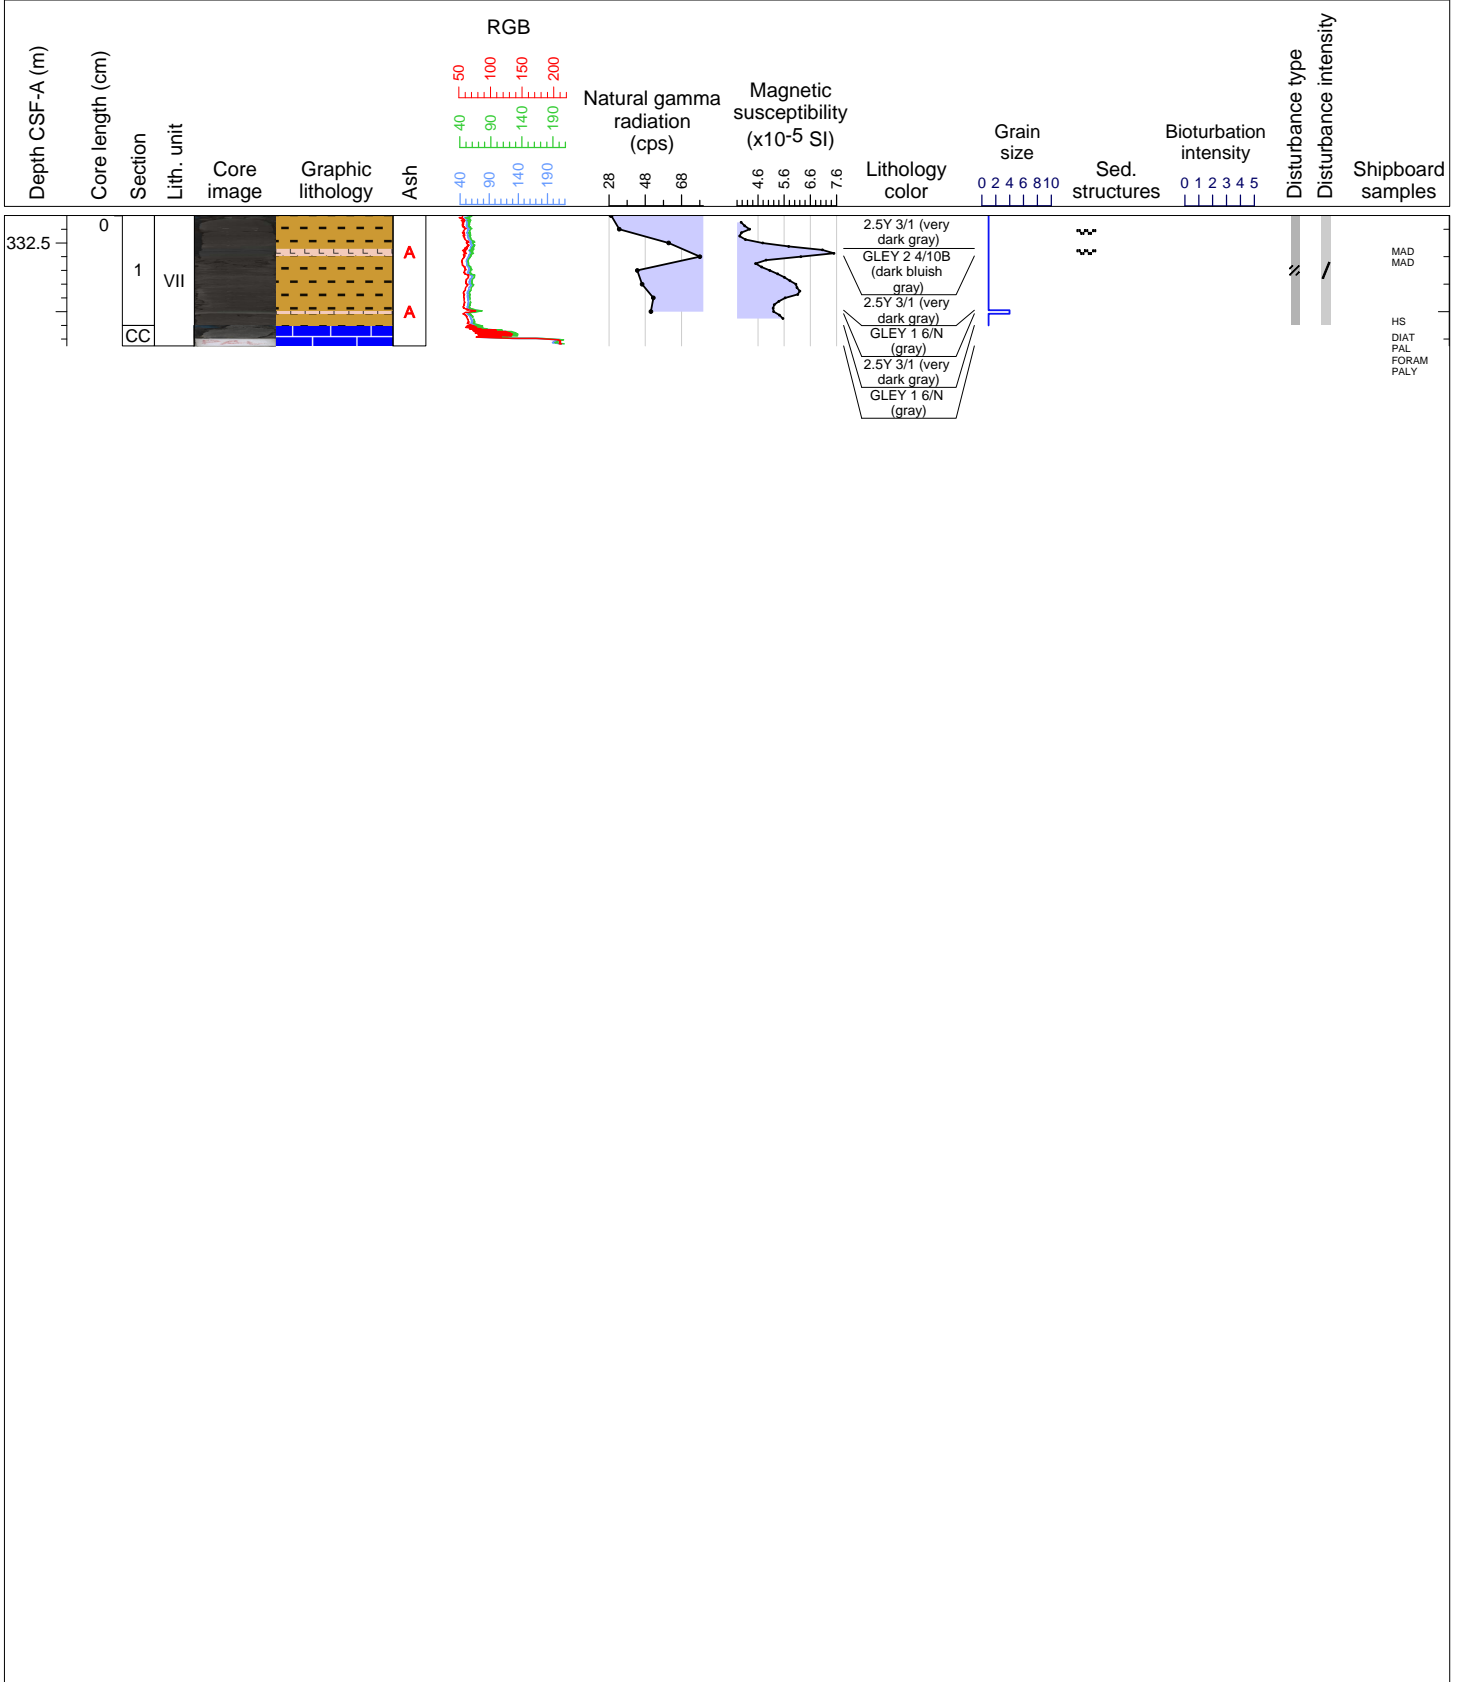 Depth CSF-A (m)
Core length (cm)
Section
Lith. unit
Core
image
Graphic
lithology
Ash
RGB
50 100 150 200
40 90 140 190
40 90 140 190
Natural gamma
radiation
(cps)
28 48 68
Magnetic
susceptibility
(x10-5 SI)
4.6 5.6 6.6 7.6
Lithology
color
Grain
size
0 2 4 6 8 10
Sed.
structures
Bioturbation
intensity
0 1 2 3 4 5
Disturbance type
Disturbance intensity
Shipboard
samples
332.5
0
1
CC
VII
A
A
2.5Y 3/1 (very
dark gray)
GLEY 2 4/10B
(dark bluish
gray)
2.5Y 3/1 (very
dark gray)
GLEY 1 6/N
(gray)
2.5Y 3/1 (very
dark gray)
GLEY 1 6/N
(gray)
MAD
MAD
HS
DIAT
PAL
FORAM
PALY